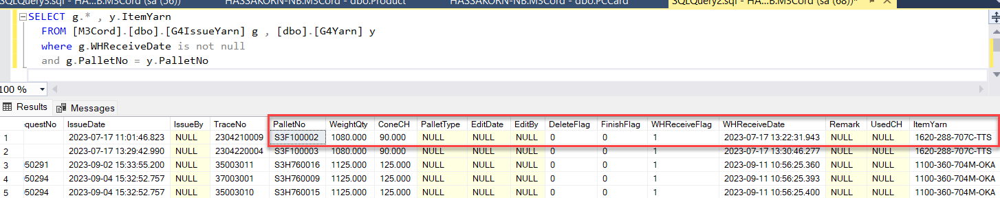 SQLQuery3.sql - HA...B.M3Cord (sa (56)) HASSAKORN-NB.M3Cord - dbo.Product HASSAKORN-NB.M3Cord - dbo.PCCard SQLQuery2.sql - HA...B.M3Cord (sa (68))*
SELECT g.* , y.ItemYarn
FROM [M3Cord].[dbo].[G4IssueYarn] g , [dbo].[G4Yarn] y
where g.WHReceiveDate is not null
and g.PalletNo = y.PalletNo
100 %
Results Messages
questNo IssueDate IssueBy TraceNo PalletNo WeightQty ConeCH PalletType EditDate EditBy DeleteFlag FinishFlag WHReceiveFlag WHReceiveDate Remark UsedCH ItemYarn
1 2023-07-17 11:01:46.823 NULL 2304210009 S3F100002 1080.000 90.000 NULL NULL NULL 0 0 1 2023-07-17 13:22:31.943 NULL NULL 1620-288-707C-TTS
2 2023-07-17 13:29:42.990 NULL 2304220004 S3F100003 1080.000 90.000 NULL NULL NULL 0 0 1 2023-07-17 13:30:46.277 NULL NULL 1620-288-707C-TTS
3 050291 2023-09-02 15:33:55.200 NULL 35003011 S3H760016 1125.000 125.000 NULL NULL NULL 0 0 1 2023-09-11 10:56:25.360 NULL NULL 1100-360-704M-OKA
4 050294 2023-09-04 15:32:52.757 NULL 37003001 S3H760009 1125.000 125.000 NULL NULL NULL 0 0 1 2023-09-11 10:56:25.393 NULL NULL 1100-360-704M-OKA
5 050294 2023-09-04 15:32:52.757 NULL 35003010 S3H760015 1125.000 125.000 NULL NULL NULL 0 0 1 2023-09-11 10:56:25.400 NULL NULL 1100-360-704M-OKA